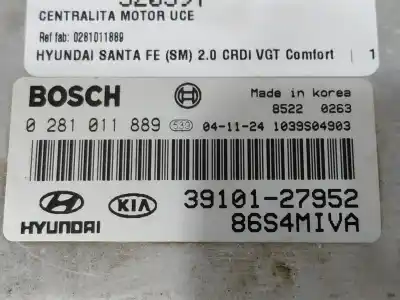 CENTRALITA MOTOR UCE
Ref fab: 0281011889
HYUNDAI SANTA FE (SM) 2.0 CRDI VGT Comfort | 1
BOSCH
Made in korea
8522 0263
0 281 011 889 04-11-24 1039S04903
HYUNDAI KIA 39101-27952
86S4MIVA